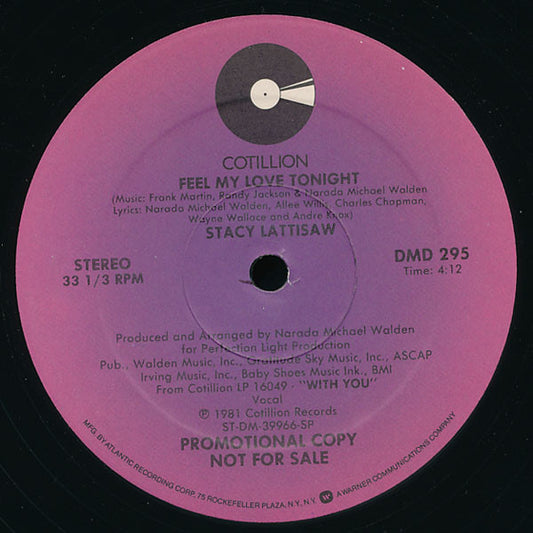 COTILLION
FEEL MY LOVE TONIGHT
(Music: Frank Martin, Randy Jackson & Narada Michael Walden
Lyrics: Narada Michael Walden, Allee Willis, Charles Chapman,
Wayne Wallace and Andre Knox)
STACY LATTISAW
STEREO
33 1/3 RPM
DMD 295
Time: 4:12
Produced and Arranged by Narada Michael Walden
for Perfection Light Production
Pub., Walden Music, Inc., Gratitude Sky Music, Inc., ASCAP
Irving Music, Inc., Baby Shoes Music Ink., BMI
From Cotillion LP 16049 - "WITH YOU"
Vocal
℗ 1981 Cotillion Records
ST-DM-39966-SP
PROMOTIONAL COPY
NOT FOR SALE
MFG. BY ATLANTIC RECORDING CORP. 75 ROCKEFELLER PLAZA, N.Y. N.Y. A WARNER COMMUNICATIONS COMPANY